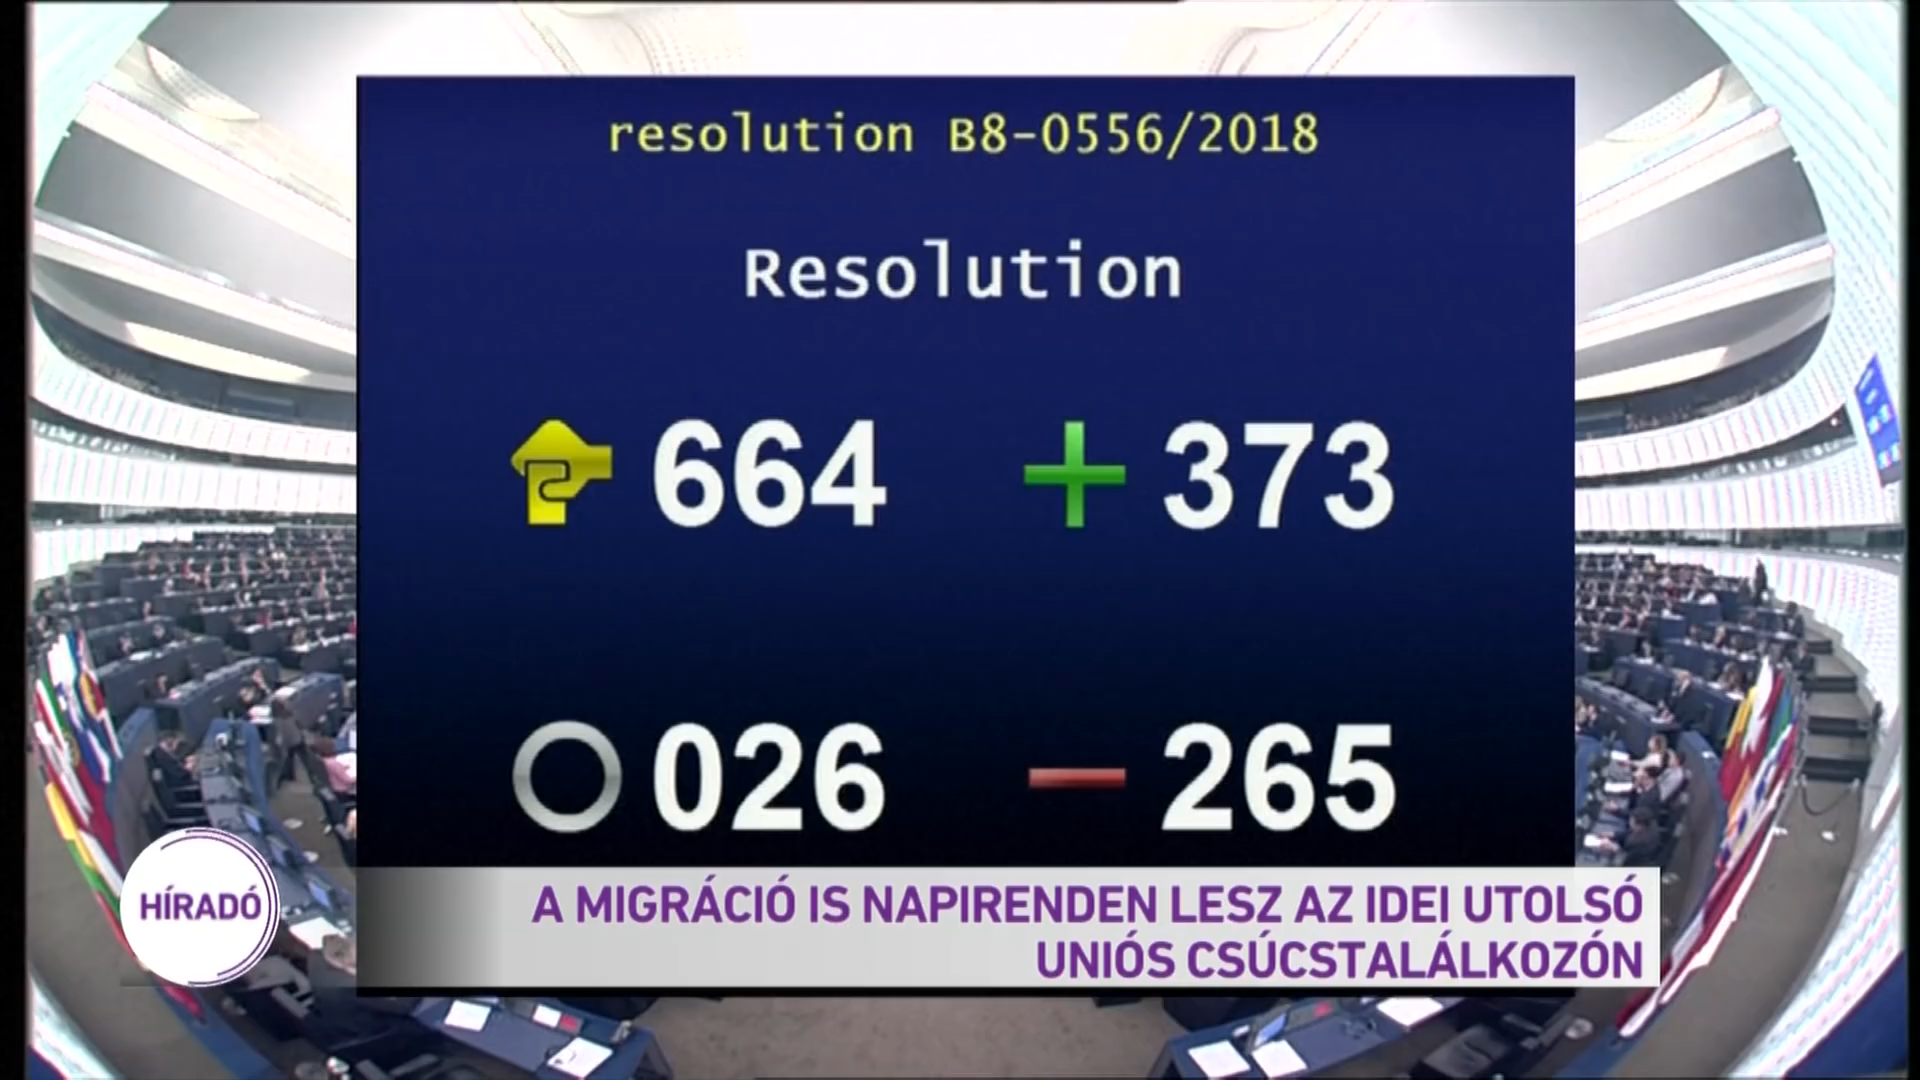 resolution B8-0556/2018
Resolution
664 + 373
026 - 265
HÍRADÓ
A MIGRÁCIÓ IS NAPIRENDEN LESZ AZ IDEI UTOLSÓ
UNIÓS CSÚCSTALÁLKOZÓN